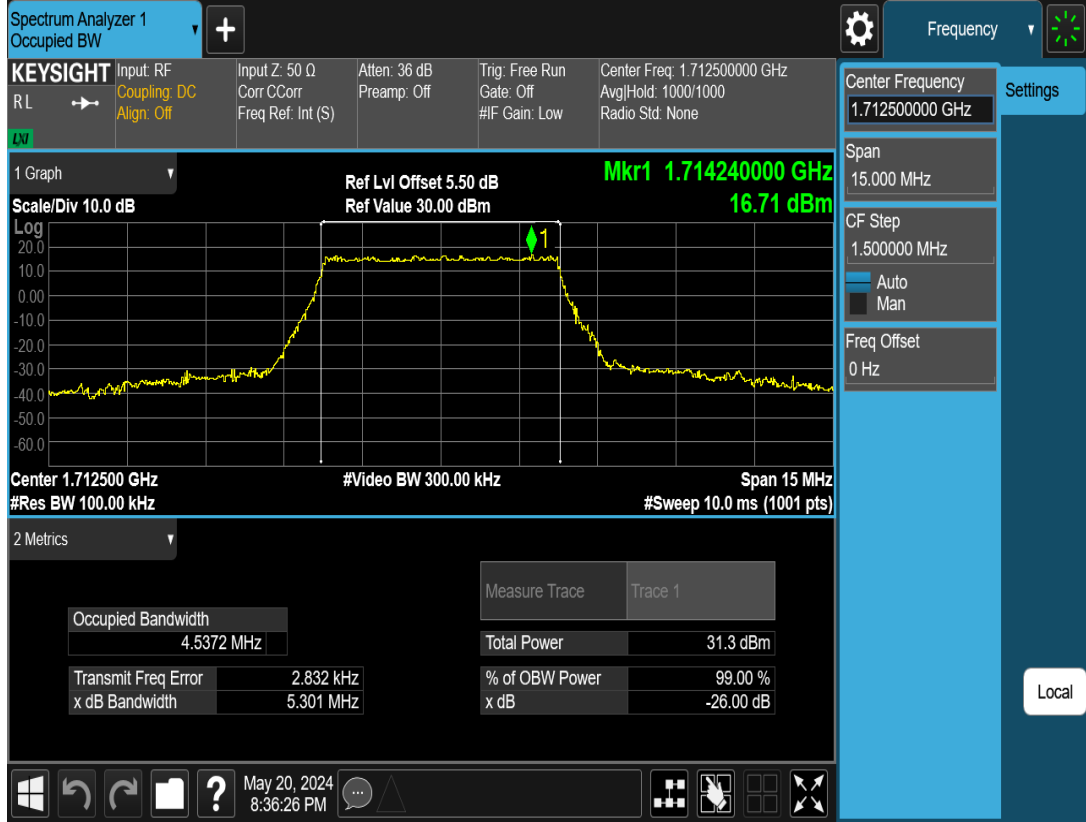 Spectrum Analyzer 1
Occupied BW
+
Frequency
KEYSIGHT
RL
LXI
Input: RF
Coupling: DC
Align: Off
Input Z: 50 Ω
Corr CCorr
Freq Ref: Int (S)
Atten: 36 dB
Preamp: Off
Trig: Free Run
Gate: Off
#IF Gain: Low
Center Freq: 1.712500000 GHz
Avg|Hold: 1000/1000
Radio Std: None
Center Frequency
1.712500000 GHz
Settings
Span
15.000 MHz
CF Step
1.500000 MHz
Auto
Man
Freq Offset
0 Hz
Local
1 Graph
Scale/Div 10.0 dB
Ref Lvl Offset 5.50 dB
Ref Value 30.00 dBm
Mkr1 1.714240000 GHz
16.71 dBm
Log
1
20.0
10.0
0.00
-10.0
-20.0
-30.0
-40.0
-50.0
-60.0
Center 1.712500 GHz
#Video BW 300.00 kHz
Span 15 MHz
#Res BW 100.00 kHz
#Sweep 10.0 ms (1001 pts)
2 Metrics
Measure Trace
Trace 1
Occupied Bandwidth
4.5372 MHz
Total Power
31.3 dBm
Transmit Freq Error
2.832 kHz
% of OBW Power
99.00 %
x dB Bandwidth
5.301 MHz
x dB
-26.00 dB
?
May 20, 2024
8:36:26 PM